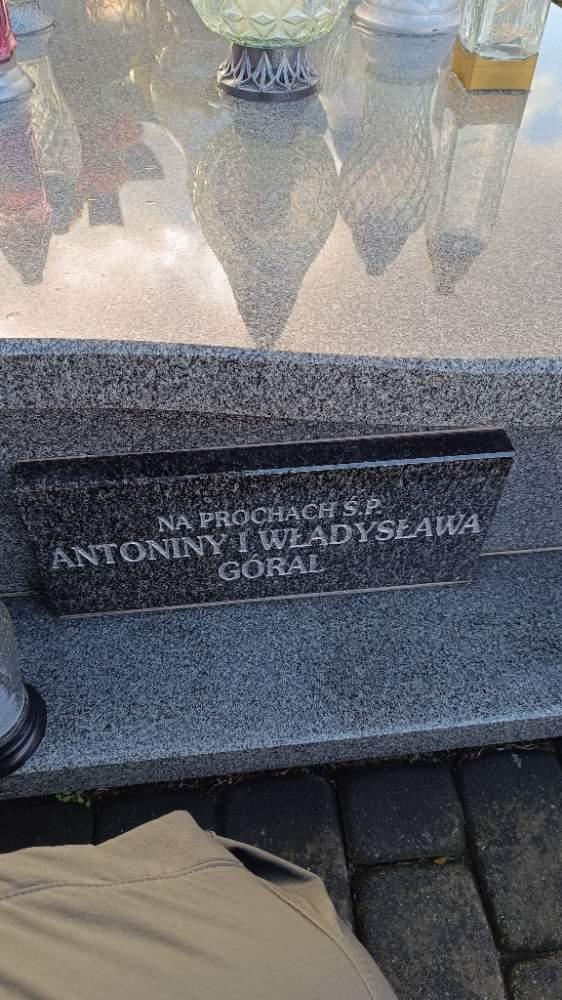 NA PROCHACH Ś.P.
ANTONINY I WŁADYSŁAWA
GÓRAL